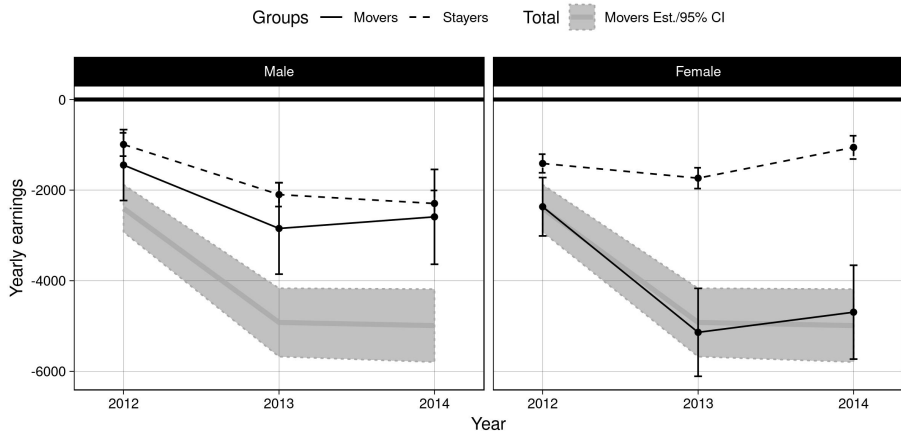 Groups Movers Stayers Total Movers Est./95% CI
Male Female
Yearly earnings
0
-2000
-4000
-6000
2012 2013 2014 2012 2013 2014
Year